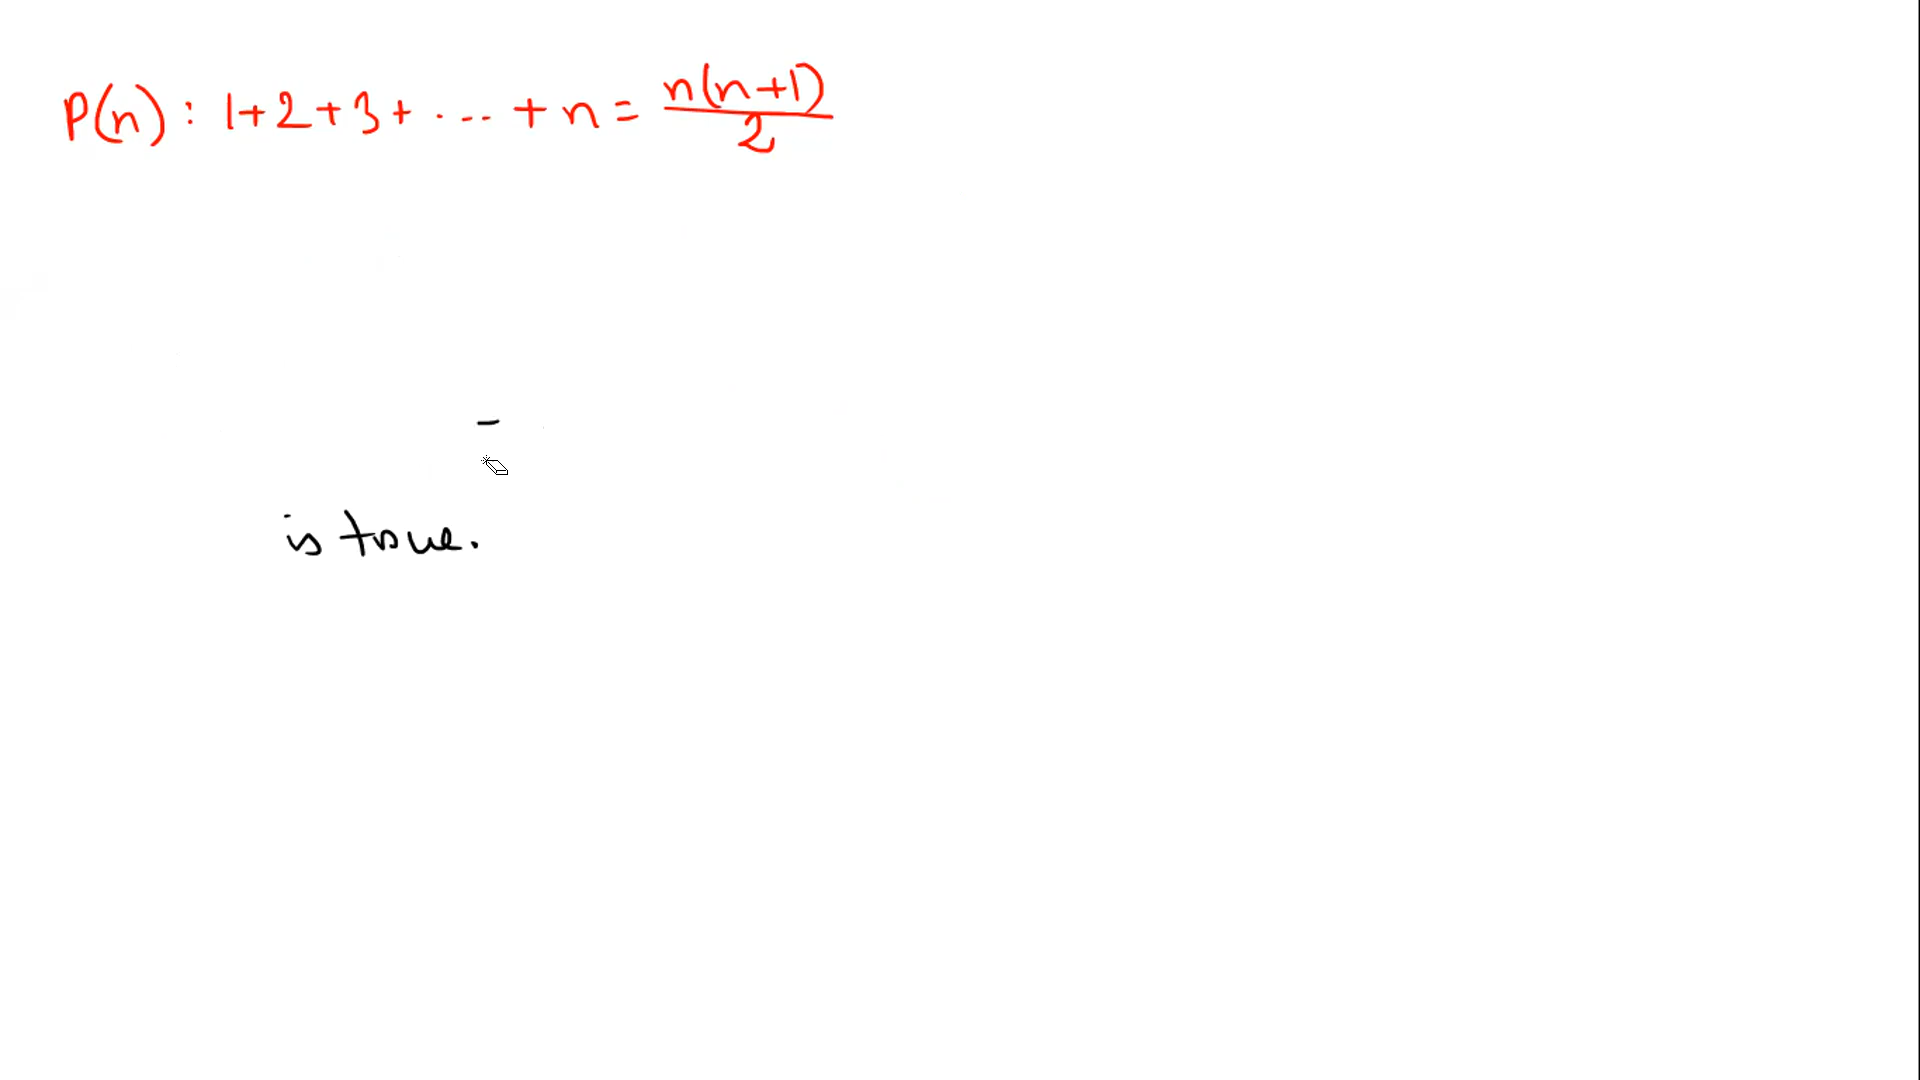 P(n) : 1+2+3+ ... + n = n(n+1)/2
-
is true.